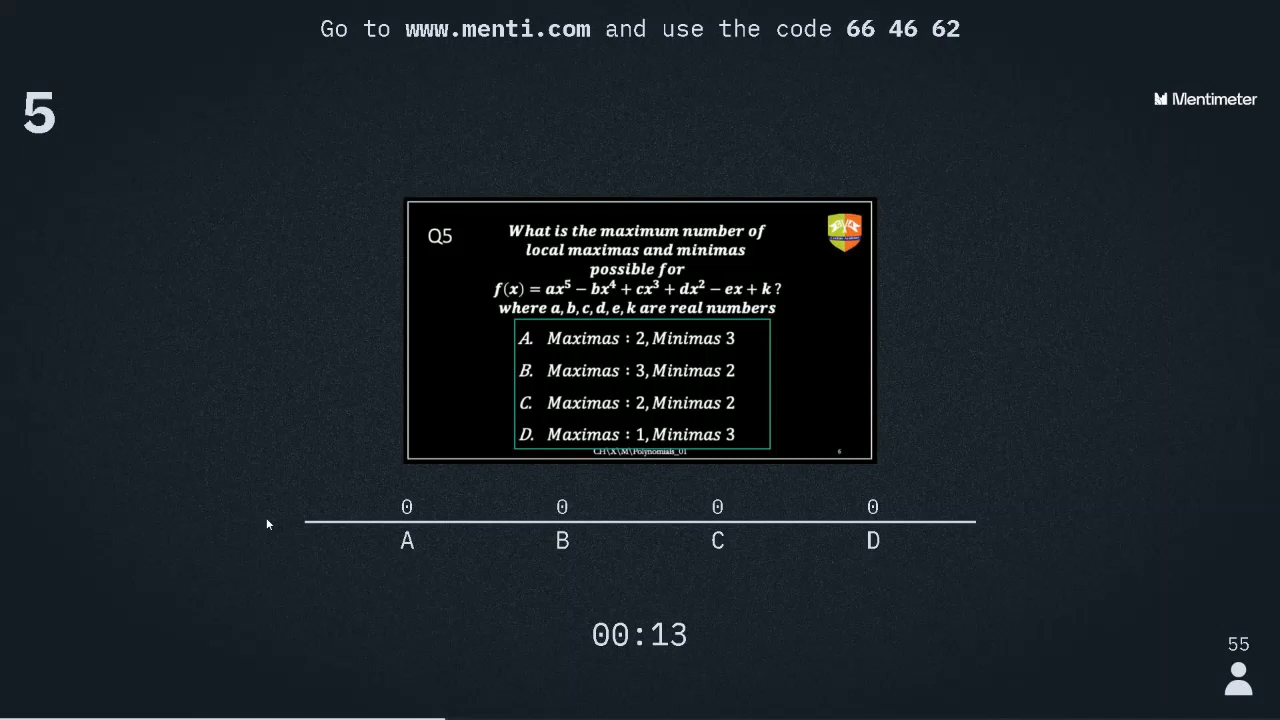 Go to www.menti.com and use the code 66 46 62
5
Mentimeter
Q5
What is the maximum number of
local maximas and minimas
possible for
f(x) = ax⁵ − bx⁴ + cx³ + dx² − ex + k ?
where a, b, c, d, e, k are real numbers
A. Maximas : 2, Minimas 3
B. Maximas : 3, Minimas 2
C. Maximas : 2, Minimas 2
D. Maximas : 1, Minimas 3
CH\X\M\Polynomials_01
6
0 0 0 0
A B C D
00:13
55